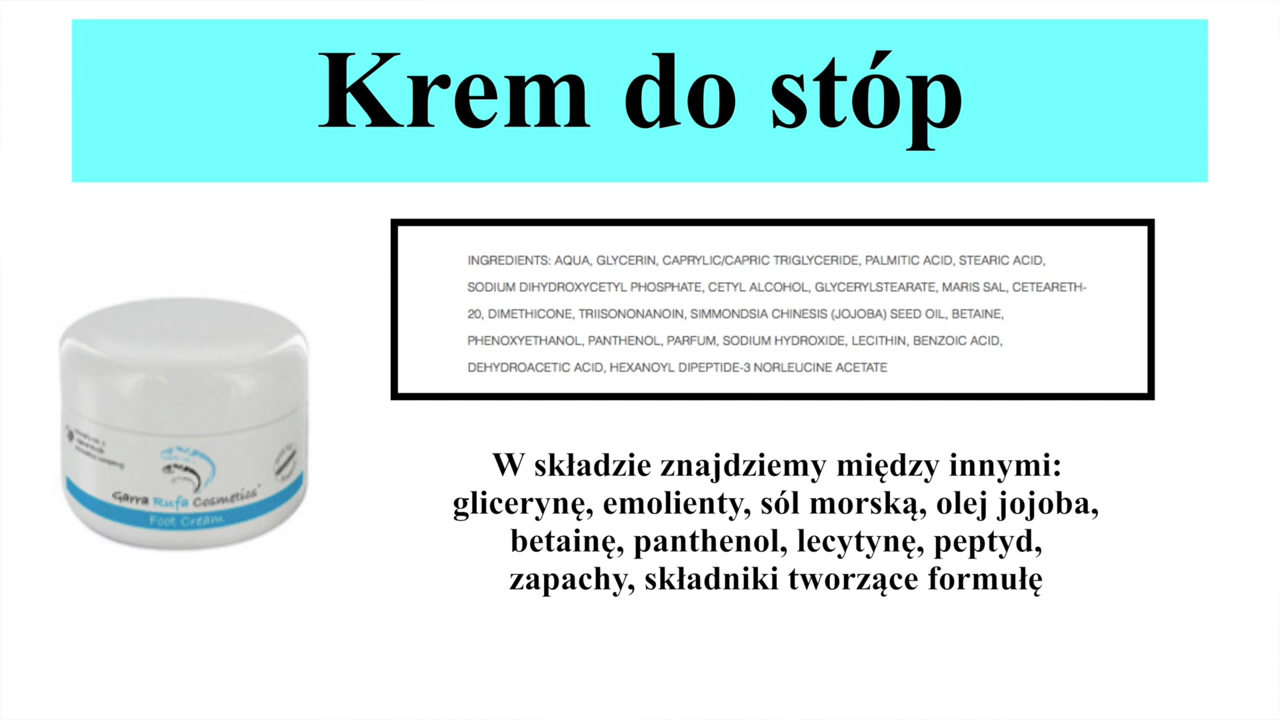 Krem do stóp
INGREDIENTS: AQUA, GLYCERIN, CAPRYLIC/CAPRIC TRIGLYCERIDE, PALMITIC ACID, STEARIC ACID,
SODIUM DIHYDROXYCETYL PHOSPHATE, CETYL ALCOHOL, GLYCERYLSTEARATE, MARIS SAL, CETEARETH-
20, DIMETHICONE, TRIISONONANOIN, SIMMONDSIA CHINESIS (JOJOBA) SEED OIL, BETAINE,
PHENOXYETHANOL, PANTHENOL, PARFUM, SODIUM HYDROXIDE, LECITHIN, BENZOIC ACID,
DEHYDROACETIC ACID, HEXANOYL DIPEPTIDE-3 NORLEUCINE ACETATE
Garra Rufa Cosmetics
Foot Cream
W składzie znajdziemy między innymi:
glicerynę, emolienty, sól morską, olej jojoba,
betainę, panthenol, lecytynę, peptyd,
zapachy, składniki tworzące formułę